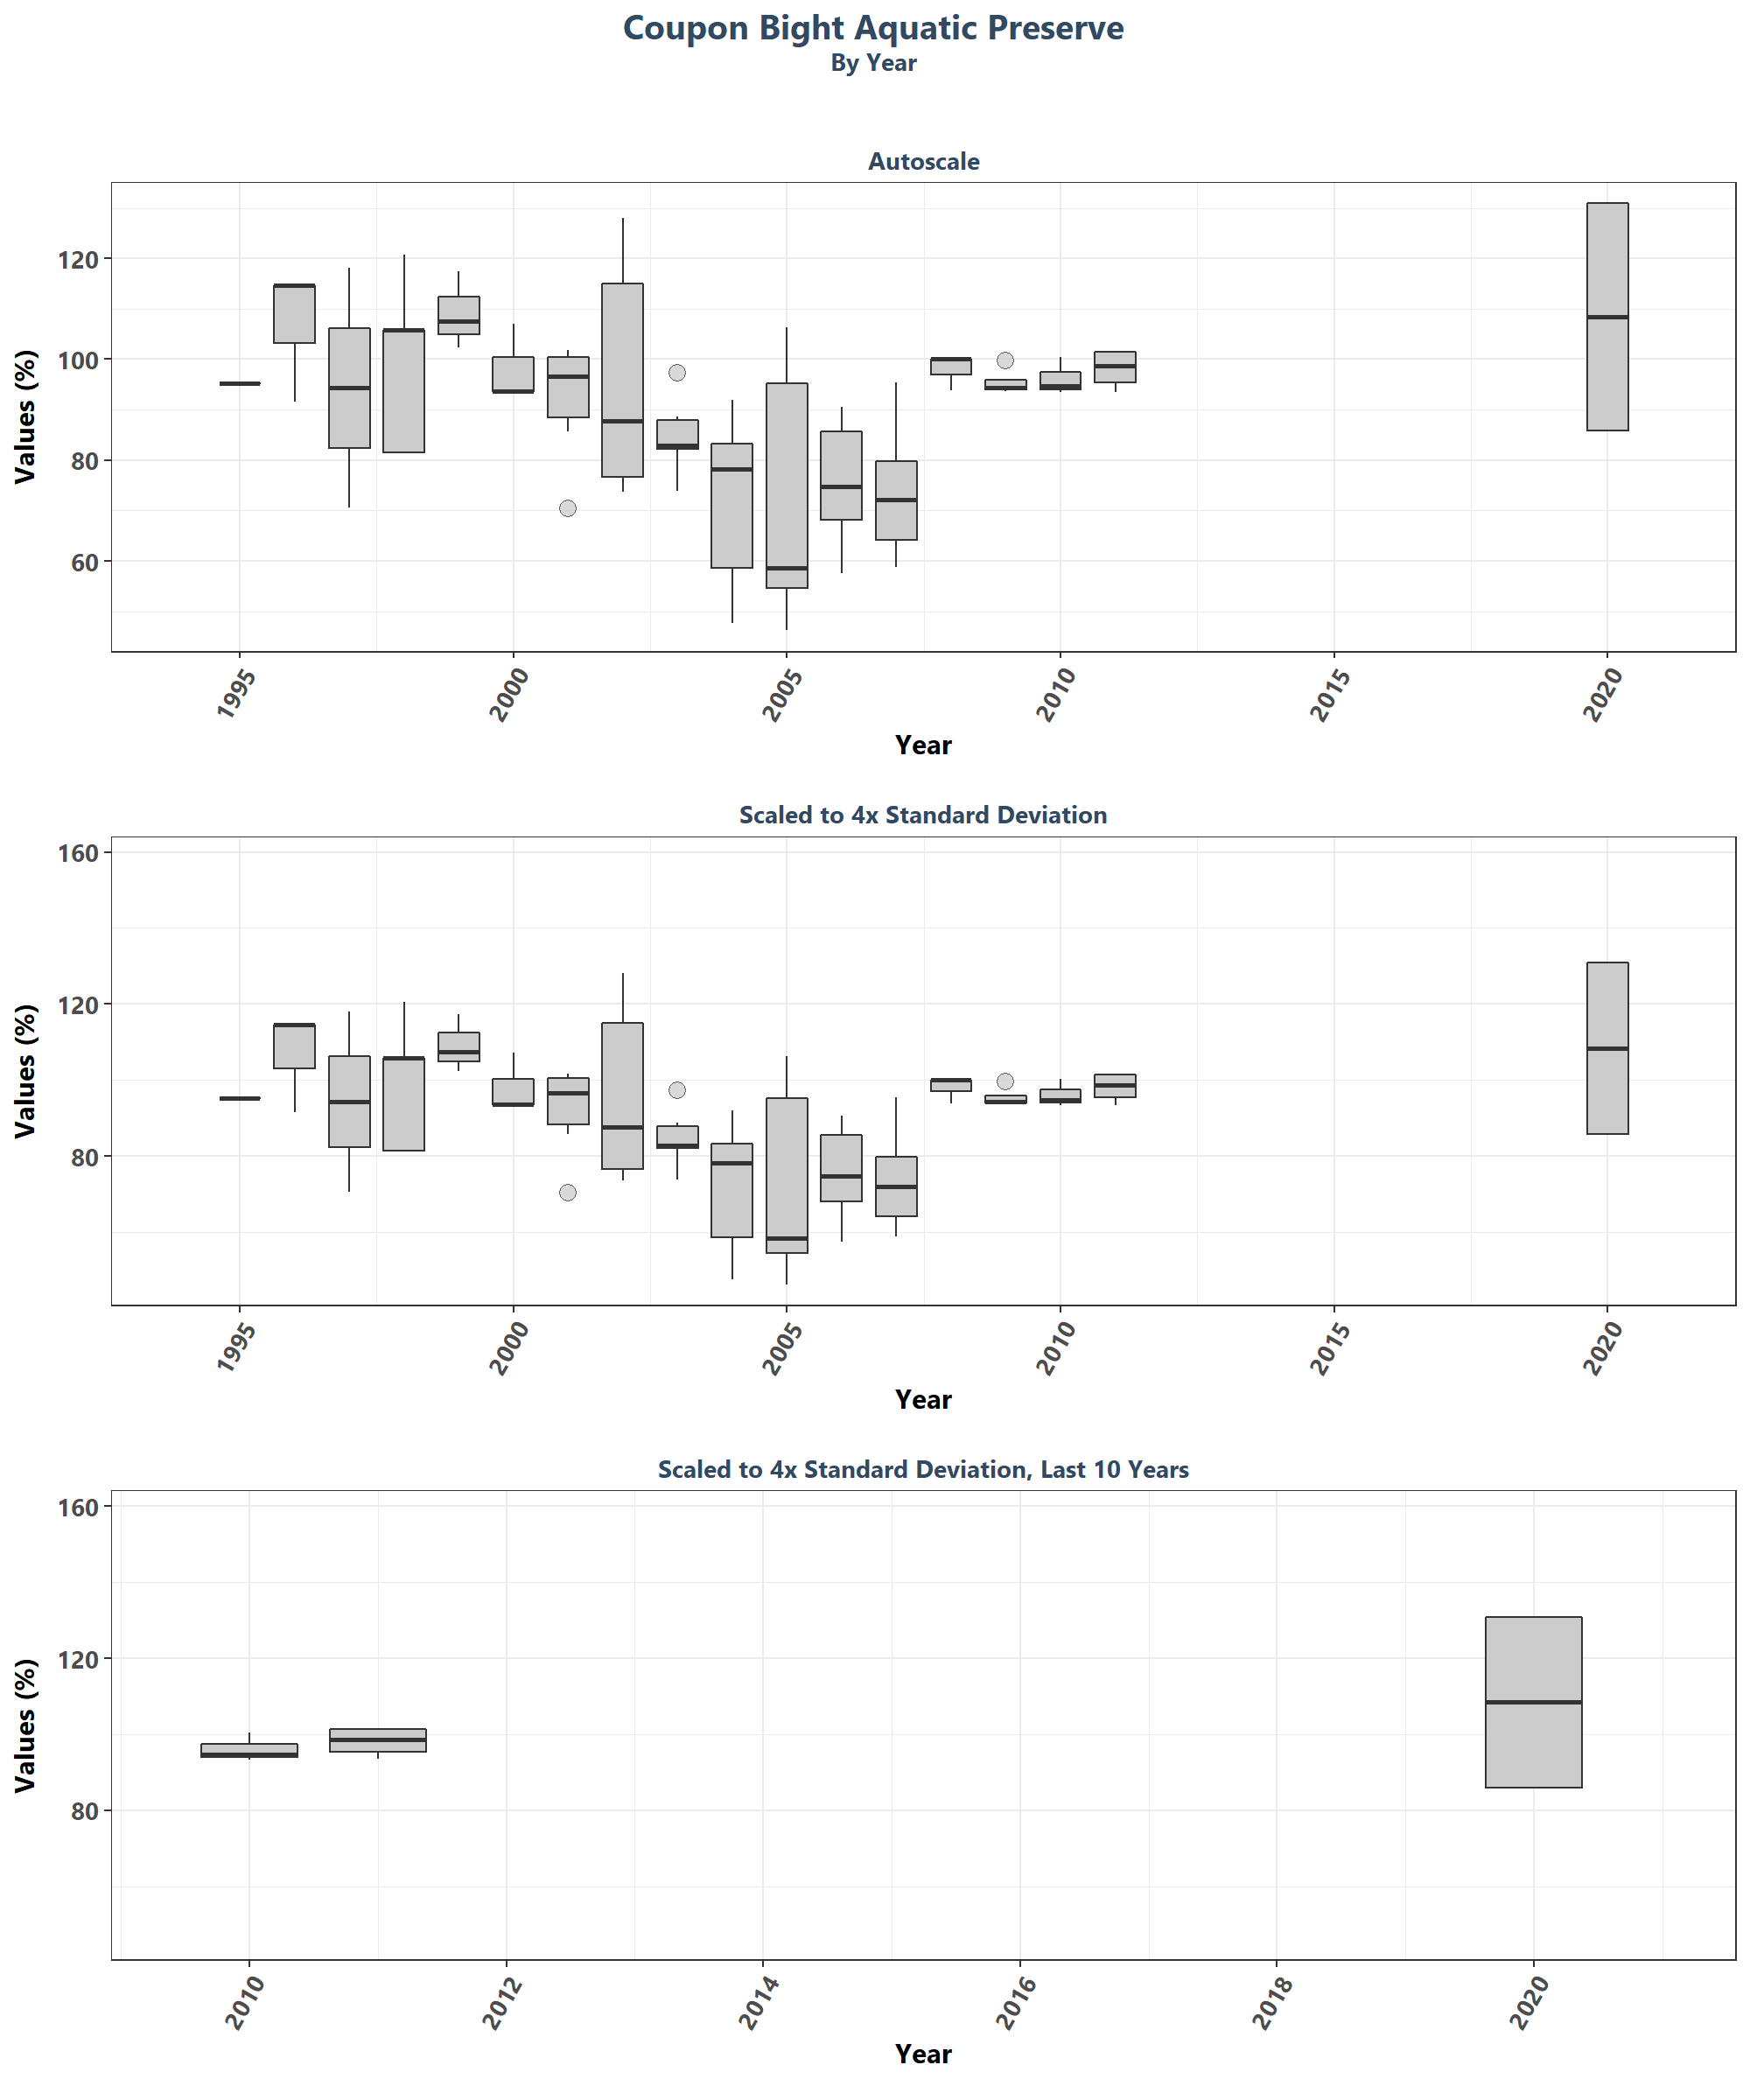 Coupon Bight Aquatic Preserve
By Year
Autoscale
Values (%)
120
100
80
60
1995 2000 2005 2010 2015 2020
Year
Scaled to 4x Standard Deviation
Values (%)
160
120
80
1995 2000 2005 2010 2015 2020
Year
Scaled to 4x Standard Deviation, Last 10 Years
Values (%)
160
120
80
2010 2012 2014 2016 2018 2020
Year